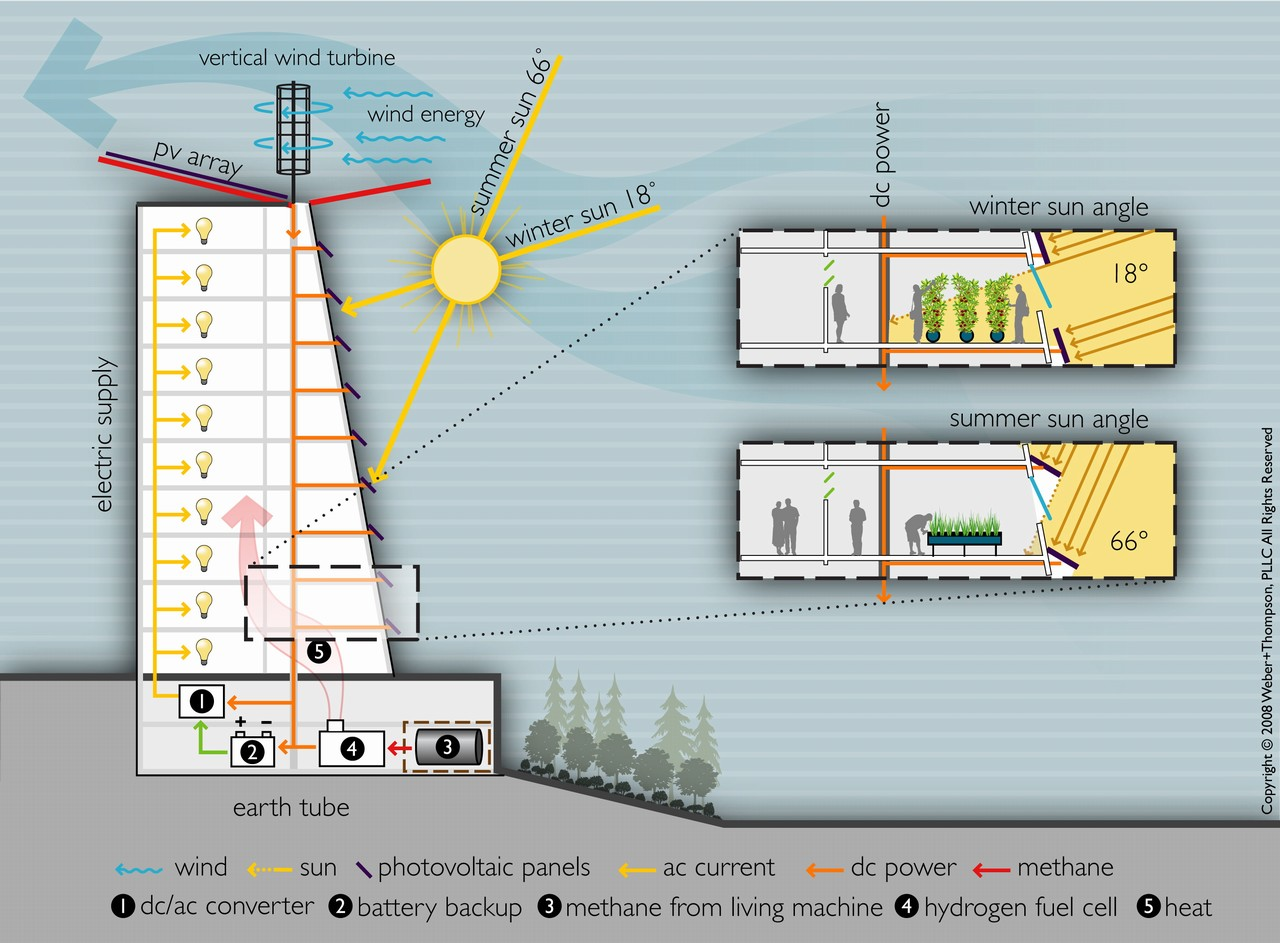 vertical wind turbine
wind energy
pv array
summer sun 66°
winter sun 18°
dc power
winter sun angle
18°
summer sun angle
66°
electric supply
5
1
+ -
2
4
3
earth tube
wind sun photovoltaic panels ac current dc power methane
1 dc/ac converter 2 battery backup 3 methane from living machine 4 hydrogen fuel cell 5 heat
Copyright © 2008 Weber+Thompson, PLLC All Rights Reserved